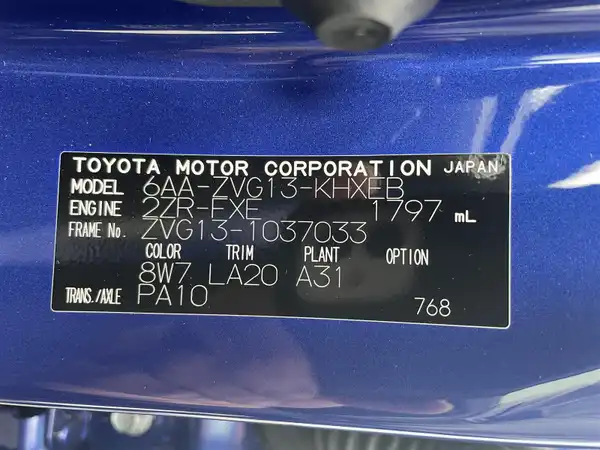 TOYOTA MOTOR CORPORATION JAPAN
MODEL 6AA-ZVG13-KHXEB
ENGINE 2ZR-FXE 1797 mL
FRAME No. ZVG13-1037033
COLOR TRIM PLANT OPTION
8W7 LA20 A31
TRANS./AXLE PA10 768